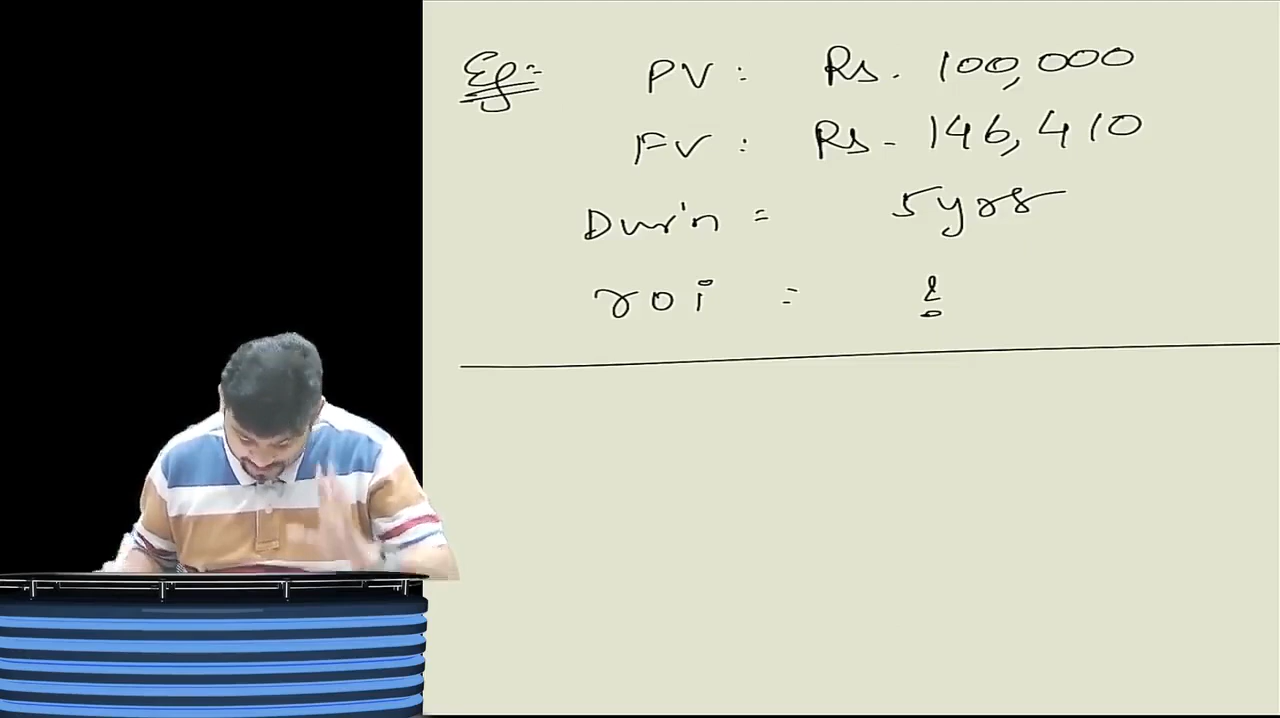 Eg:-
PV : Rs. 100,000
FV : Rs. 146,410
Dur'n = 5yrs
roi = ?